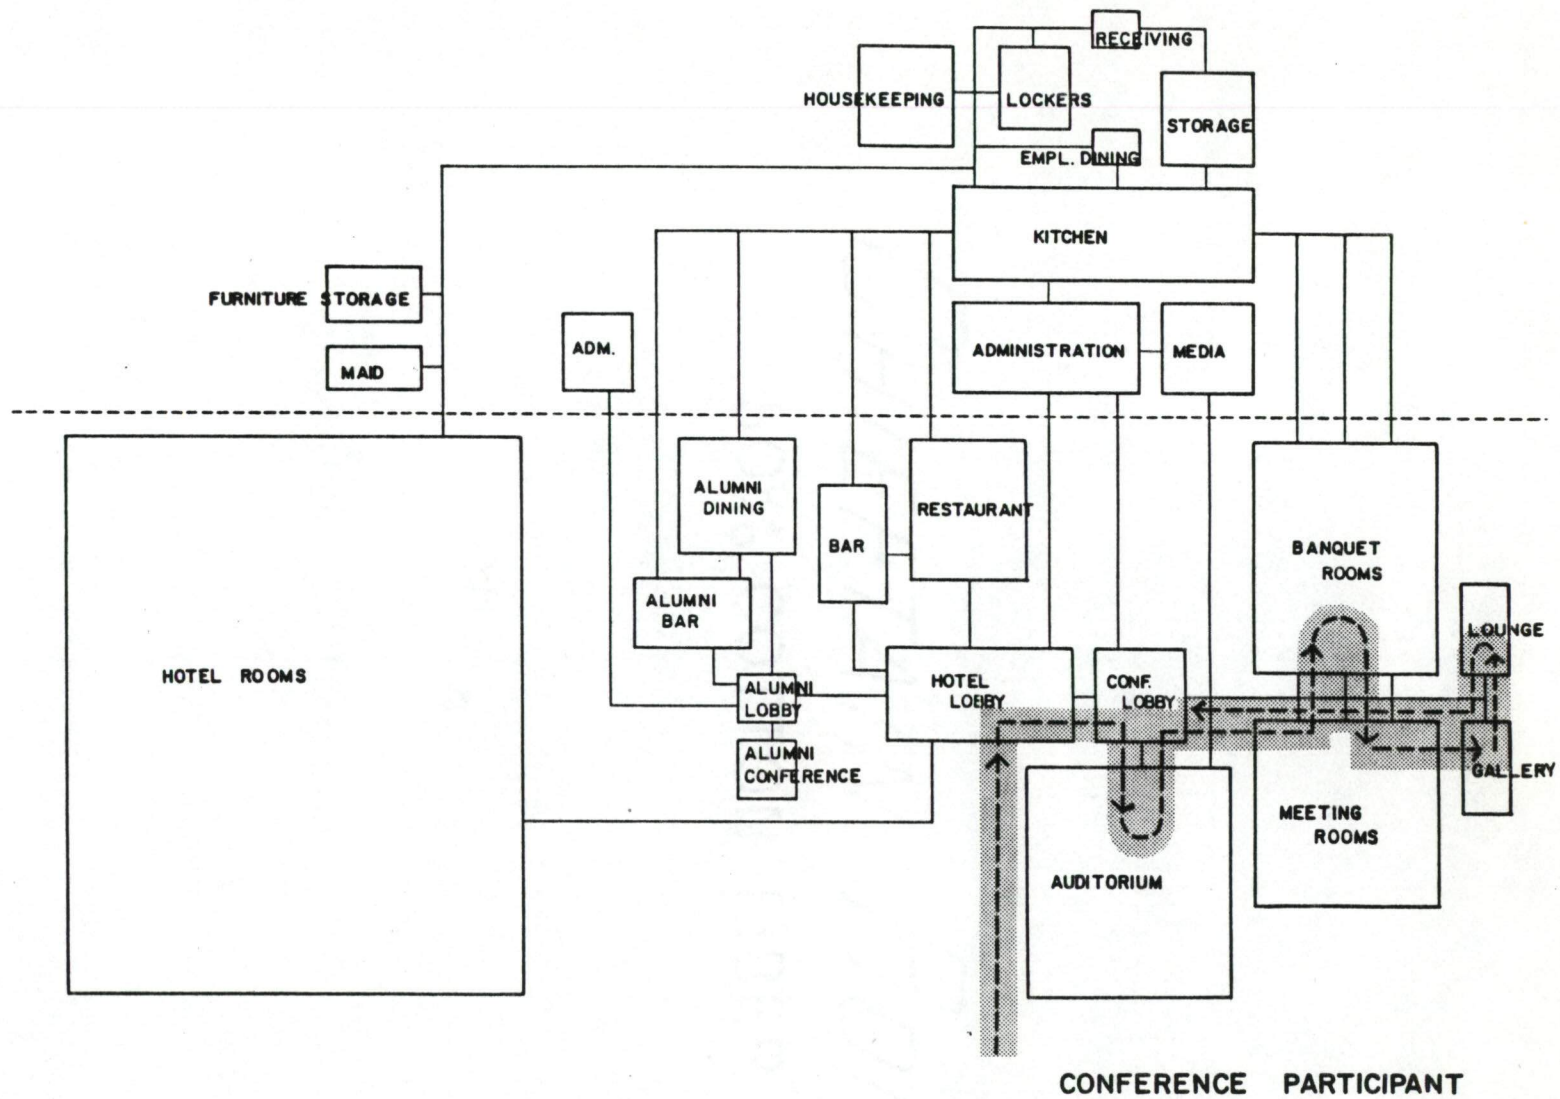 RECEIVING
HOUSEKEEPING
LOCKERS
STORAGE
EMPL. DINING
KITCHEN
FURNITURE STORAGE
MAID
ADM.
ADMINISTRATION
MEDIA
ALUMNI
DINING
RESTAURANT
BAR
BANQUET
ROOMS
ALUMNI
BAR
LOUNGE
HOTEL ROOMS
ALUMNI
LOBBY
HOTEL
LOBBY
CONF.
LOBBY
ALUMNI
CONFERENCE
GALLERY
MEETING
ROOMS
AUDITORIUM
CONFERENCE PARTICIPANT